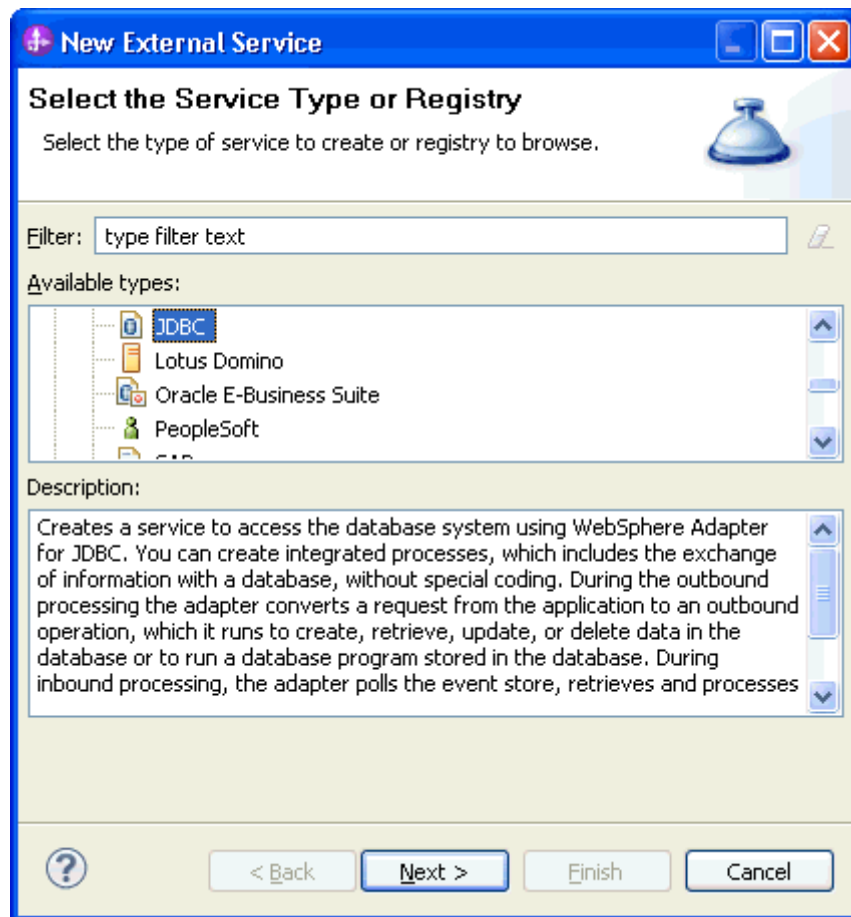 New External Service
Select the Service Type or Registry
Select the type of service to create or registry to browse.
Filter: type filter text
Available types:
JDBC
Lotus Domino
Oracle E-Business Suite
PeopleSoft
Description:
Creates a service to access the database system using WebSphere Adapter
for JDBC. You can create integrated processes, which includes the exchange
of information with a database, without special coding. During the outbound
processing the adapter converts a request from the application to an outbound
operation, which it runs to create, retrieve, update, or delete data in the
database or to run a database program stored in the database. During
inbound processing, the adapter polls the event store, retrieves and processes
? < Back Next > Finish Cancel